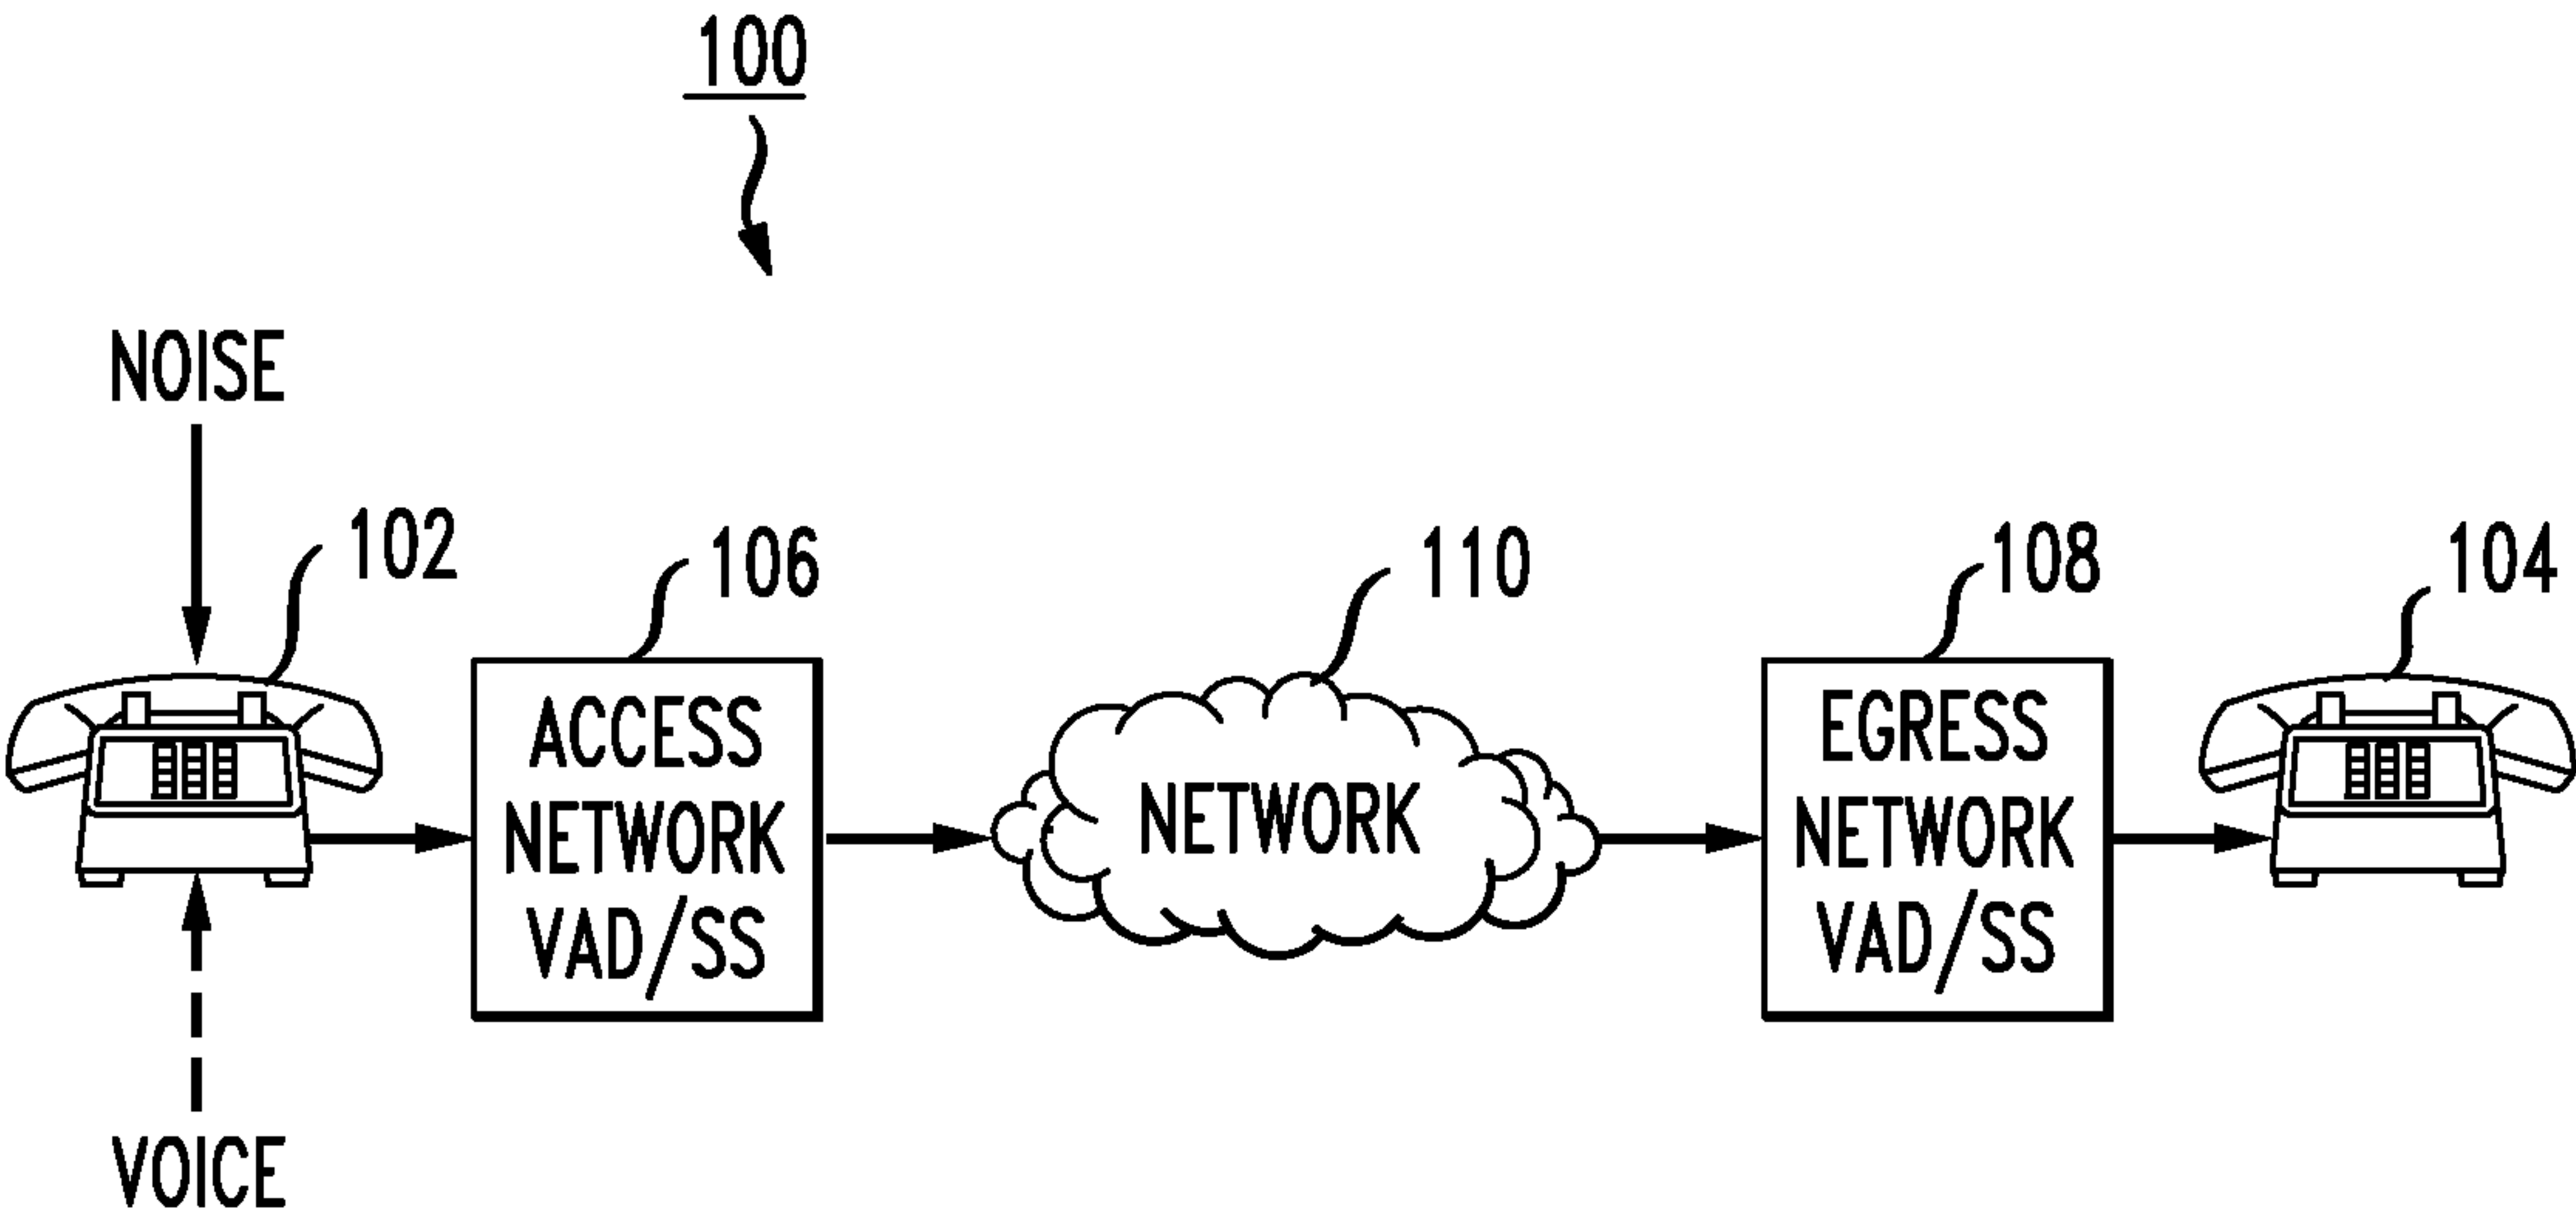 100
NOISE
102
106
110
108
104
ACCESS
NETWORK
VAD/SS
NETWORK
EGRESS
NETWORK
VAD/SS
VOICE